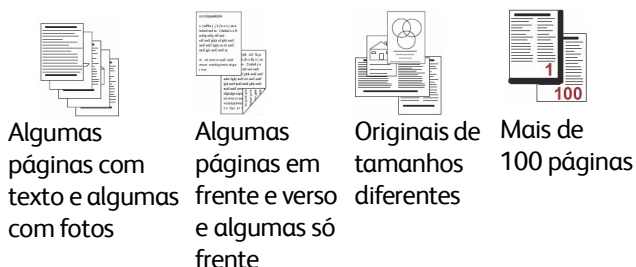 1
100
Algumas
páginas com
texto e algumas
com fotos
Algumas
páginas em
frente e verso
e algumas só
frente
Originais de
tamanhos
diferentes
Mais de
100 páginas